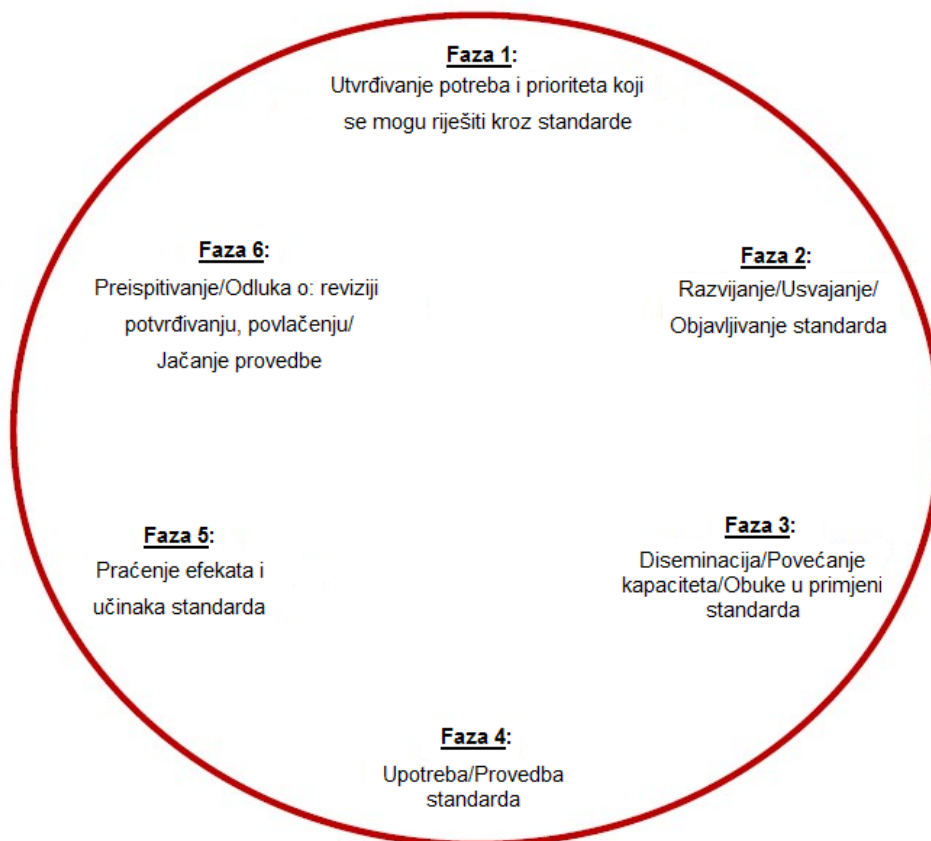 Faza 1:
Utvrđivanje potreba i prioriteta koji
se mogu riješiti kroz standarde
Faza 2:
Razvijanje/Usvajanje/
Objavljivanje standarda
Faza 3:
Diseminacija/Povećanje
kapaciteta/Obuke u primjeni
standarda
Faza 4:
Upotreba/Provedba
standarda
Faza 5:
Praćenje efekata i
učinaka standarda
Faza 6:
Preispitivanje/Odluka o: reviziji
potvrđivanju, povlačenju/
Jačanje provedbe